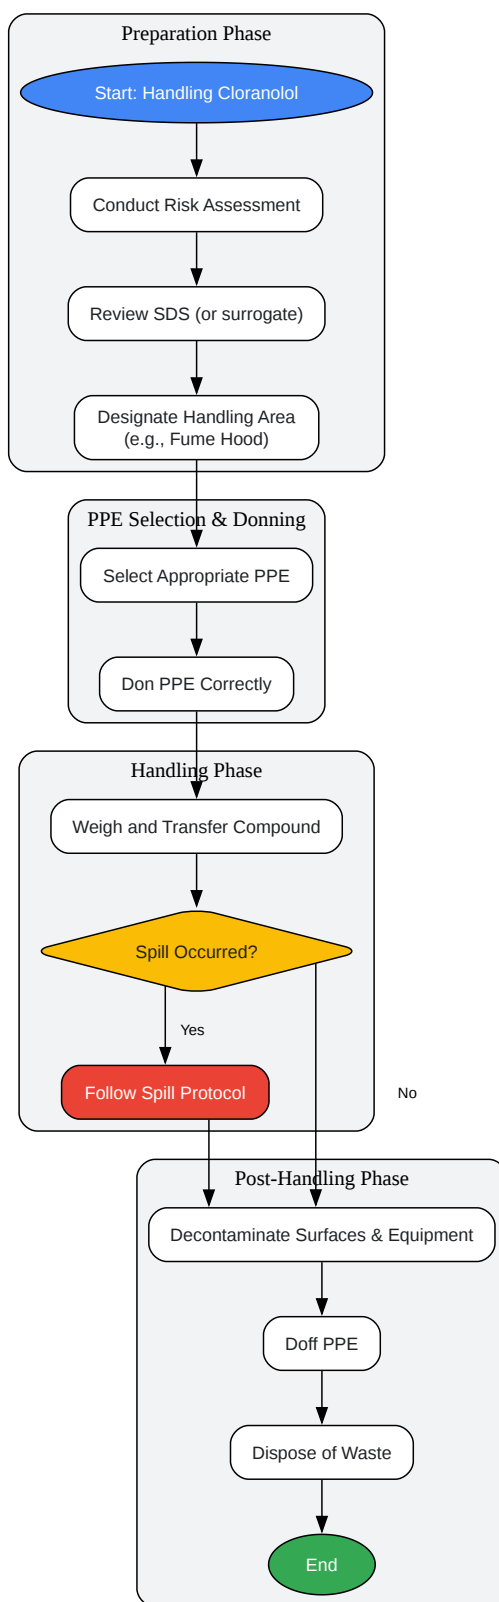 Preparation Phase
Start: Handling Cloranolol
Conduct Risk Assessment
Review SDS (or surrogate)
Designate Handling Area
(e.g., Fume Hood)
PPE Selection & Donning
Select Appropriate PPE
Don PPE Correctly
Handling Phase
Weigh and Transfer Compound
Spill Occurred?
Yes
Follow Spill Protocol
No
Post-Handling Phase
Decontaminate Surfaces & Equipment
Doff PPE
Dispose of Waste
End